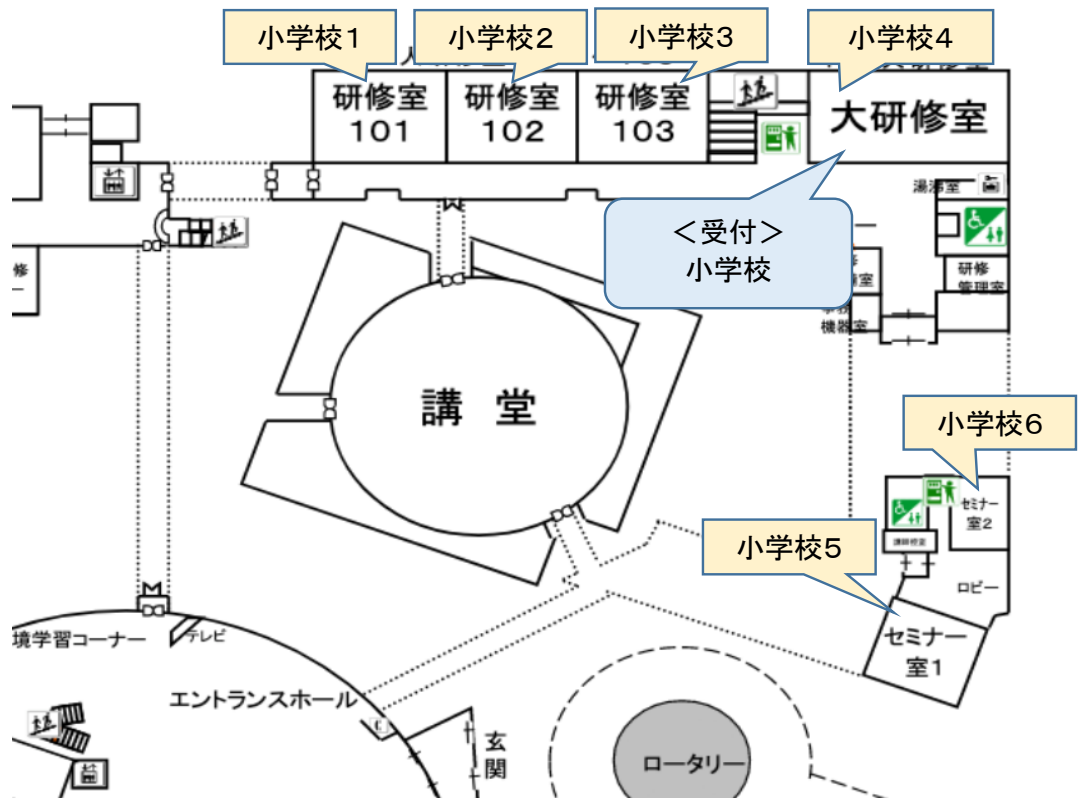 小学校1
小学校2
小学校3
小学校4
研修室
101
研修室
102
研修室
103
大研修室
湯沸室
＜受付＞
小学校
研修
管理室
機器室
講 堂
小学校6
セミナー
室2
小学校5
ロビー
セミナー
室1
境学習コーナー
テレビ
エントランスホール
玄
関
ロータリー